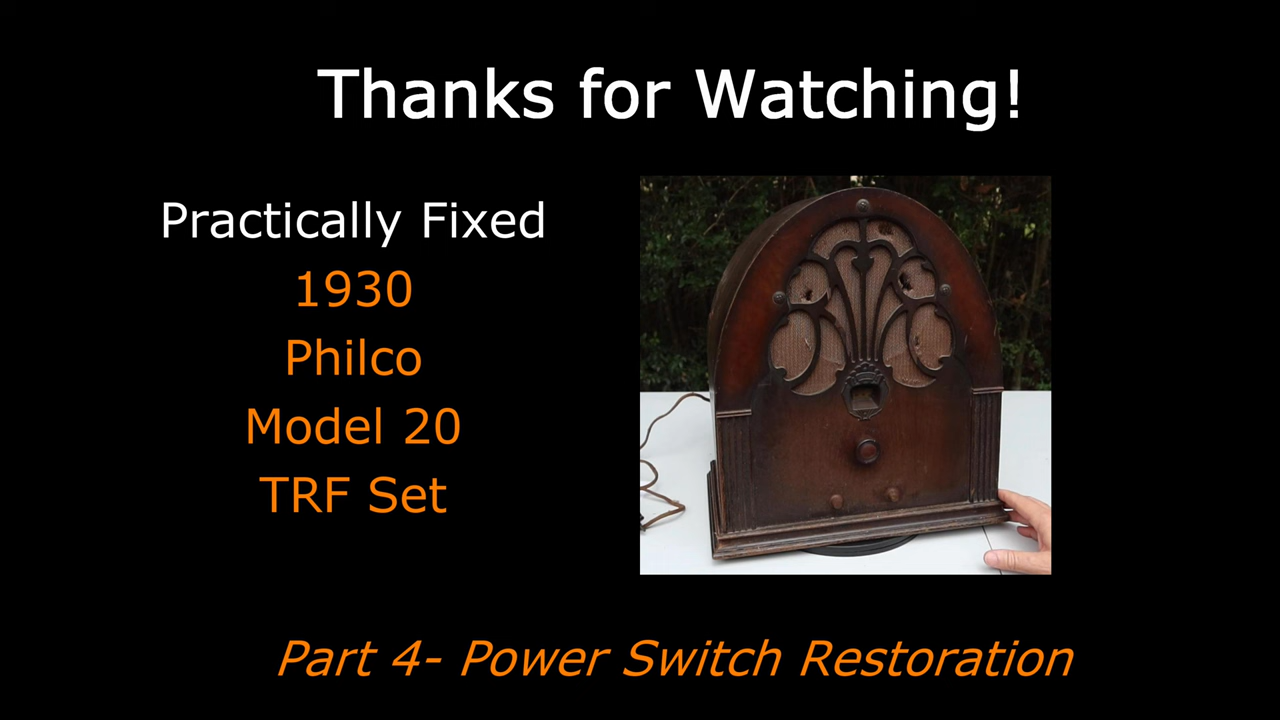 Thanks for Watching!
Practically Fixed
1930
Philco
Model 20
TRF Set
Part 4- Power Switch Restoration